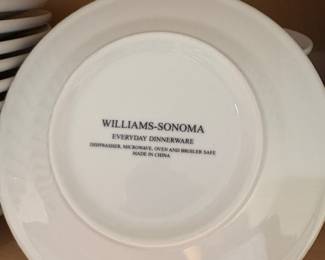 WILLIAMS-SONOMA
EVERYDAY DINNERWARE
DISHWASHER, MICROWAVE, OVEN AND BROILER SAFE
MADE IN CHINA